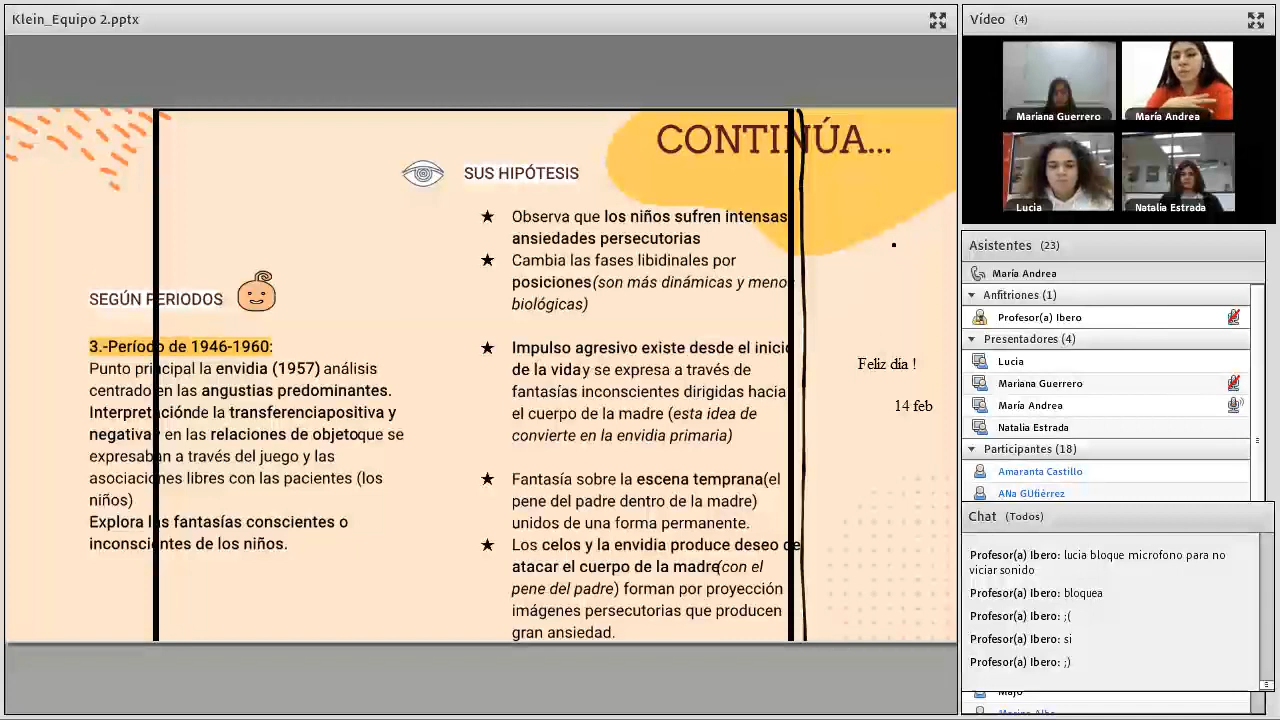 Klein_Equipo 2.pptx
CONTINÚA...
SUS HIPÓTESIS
★ Observa que los niños sufren intensas
ansiedades persecutorias
★ Cambia las fases libidinales por
posiciones(son más dinámicas y menos
biológicas)
★ Impulso agresivo existe desde el inicio
de la vida y se expresa a través de
fantasías inconscientes dirigidas hacia
el cuerpo de la madre (esta idea de
convierte en la envidia primaria)
★ Fantasía sobre la escena temprana(el
pene del padre dentro de la madre)
unidos de una forma permanente.
★ Los celos y la envidia produce deseo de
atacar el cuerpo de la madre(con el
pene del padre) forman por proyección
imágenes persecutorias que producen
gran ansiedad.
SEGÚN PERIODOS
3.-Período de 1946-1960:
Punto principal la envidia (1957) análisis
centrado en las angustias predominantes.
Interpretaciónde la transferenciapositiva y
negativa y en las relaciones de objetoque se
expresaban a través del juego y las
asociaciones libres con las pacientes (los
niños)
Explora las fantasías conscientes o
inconscientes de los niños.
Feliz día !
14 feb
Vídeo (4)
Mariana Guerrero
María Andrea
Lucia
Natalia Estrada
Asistentes (23)
María Andrea
Anfitriones (1)
Profesor(a) Ibero
Presentadores (4)
Lucia
Mariana Guerrero
María Andrea
Natalia Estrada
Participantes (18)
Amaranta Castillo
ANa GUtiérrez
Chat (Todos)
Profesor(a) Ibero: lucia bloque microfono para no
viciar sonido
Profesor(a) Ibero: bloquea
Profesor(a) Ibero: ;(
Profesor(a) Ibero: si
Profesor(a) Ibero: ;)
Majo